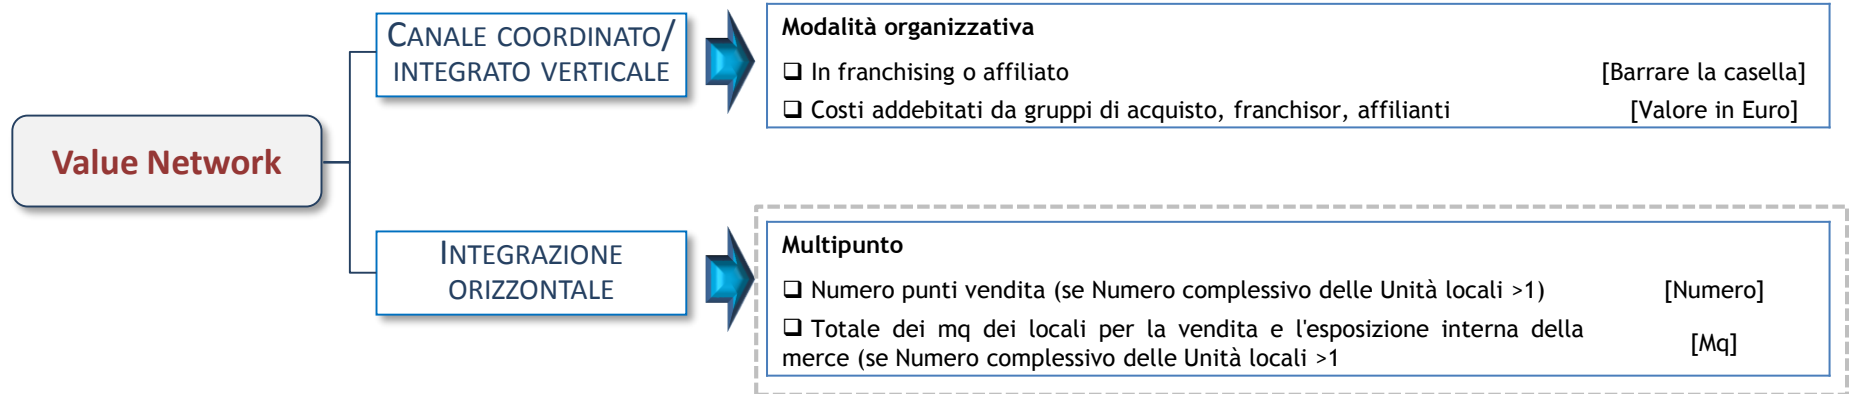 Value Network
CANALE COORDINATO/
INTEGRATO VERTICALE
Modalità organizzativa
❑ In franchising o affiliato [Barrare la casella]
❑ Costi addebitati da gruppi di acquisto, franchisor, affilianti [Valore in Euro]
INTEGRAZIONE
ORIZZONTALE
Multipunto
❑ Numero punti vendita (se Numero complessivo delle Unità locali >1) [Numero]
❑ Totale dei mq dei locali per la vendita e l'esposizione interna della
merce (se Numero complessivo delle Unità locali >1
[Mq]